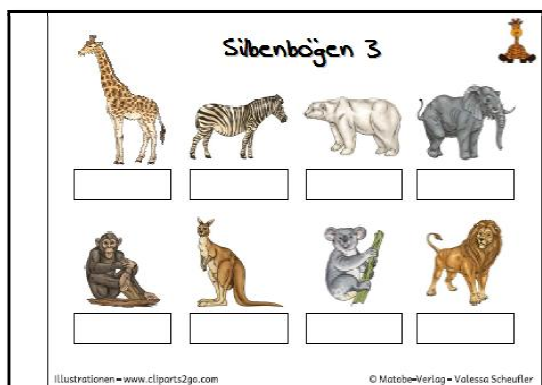 Silbenbögen 3
Illustrationen - www.cliparts2go.com
© Matobe-Verlag - Valessa Scheufler